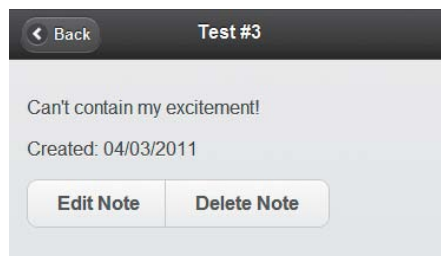 Back Test #3
Can't contain my excitement!
Created: 04/03/2011
Edit Note Delete Note